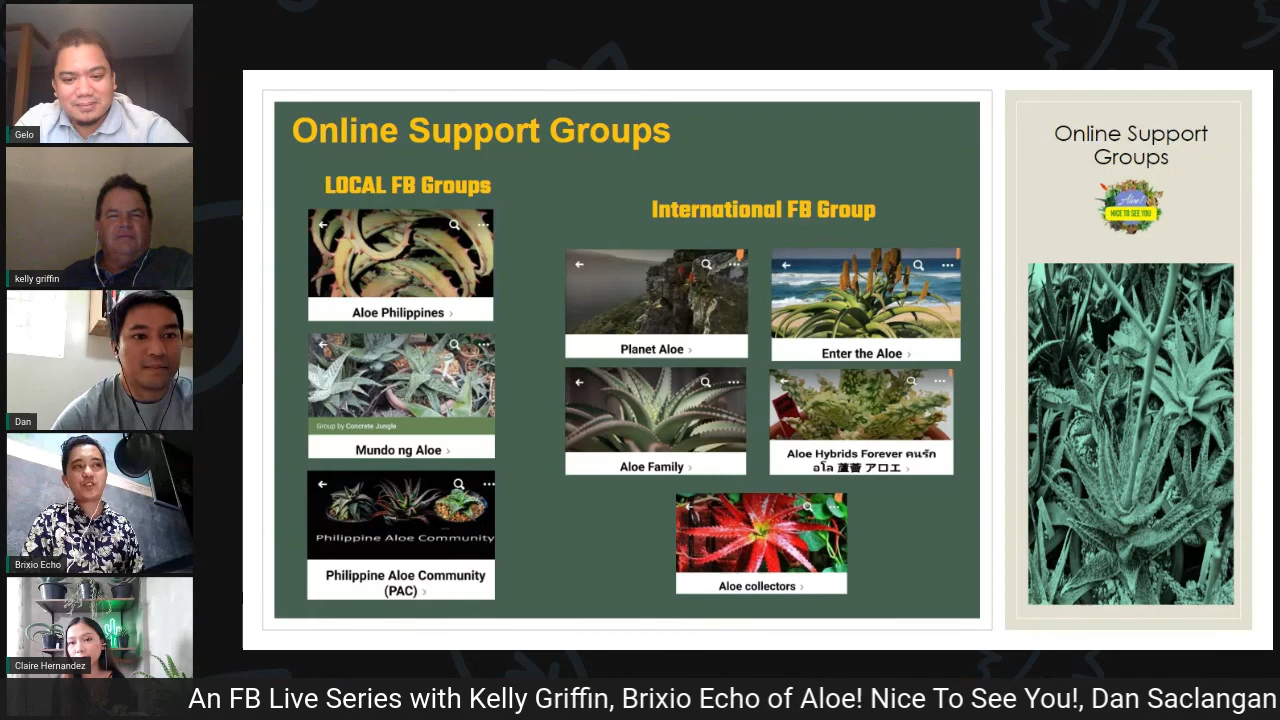 Gelo
kelly griffin
Dan
Brixio Echo
Claire Hernandez
Online Support Groups
LOCAL FB Groups
Aloe Philippines
Group by Concrete Jungle
Mundo ng Aloe
Philippine Aloe Community
Philippine Aloe Community
(PAC)
International FB Group
Planet Aloe
Enter the Aloe
Aloe Family
Aloe Hybrids Forever คนรัก
อโล 蘆薈 アロエ
Aloe collectors
Online Support
Groups
Aloe!
NICE TO SEE YOU
An FB Live Series with Kelly Griffin, Brixio Echo of Aloe! Nice To See You!, Dan Saclangan